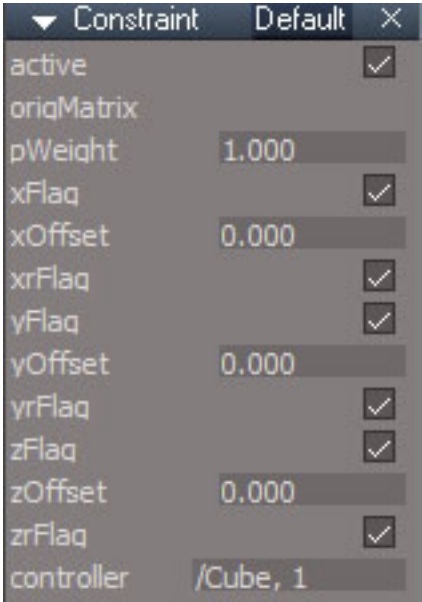 Constraint Default ×
active
origMatrix
pWeight 1.000
xFlag
xOffset 0.000
xrFlag
yFlag
yOffset 0.000
yrFlag
zFlag
zOffset 0.000
zrFlag
controller /Cube, 1